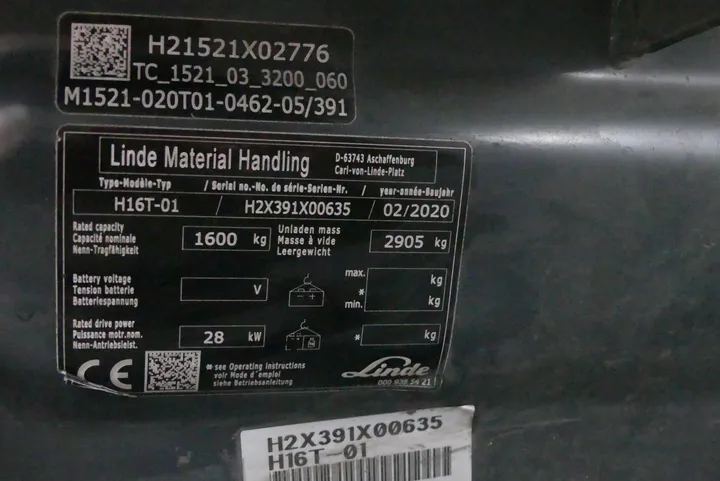 H21521X02776
TC_1521_03_3200_060
M1521-020T01-0462-05/391
Linde Material Handling
D-63743 Aschaffenburg
Carl-von-Linde-Platz
Type-Modèle-Typ / Serial no.-No. de série-Serien-Nr. / year-année-Baujahr
H16T-01 / H2X391X00635 / 02/2020
Rated capacity
Capacité nominale
Nenn-Tragfähigkeit
1600 kg
Unladen mass
Masse à vide
Leergewicht
2905 kg
Battery voltage
Tension batterie
Batteriespannung
V
- +
max. kg
*
min. kg
Rated drive power
Puissance motr.nom.
Nenn-Antriebsleist.
28 kW
* kg
CE
* see Operating Instructions
voir Mode d'emploi
siehe Betriebsanleitung
Linde
009 938 54 21
H2X391X00635
H16T-01